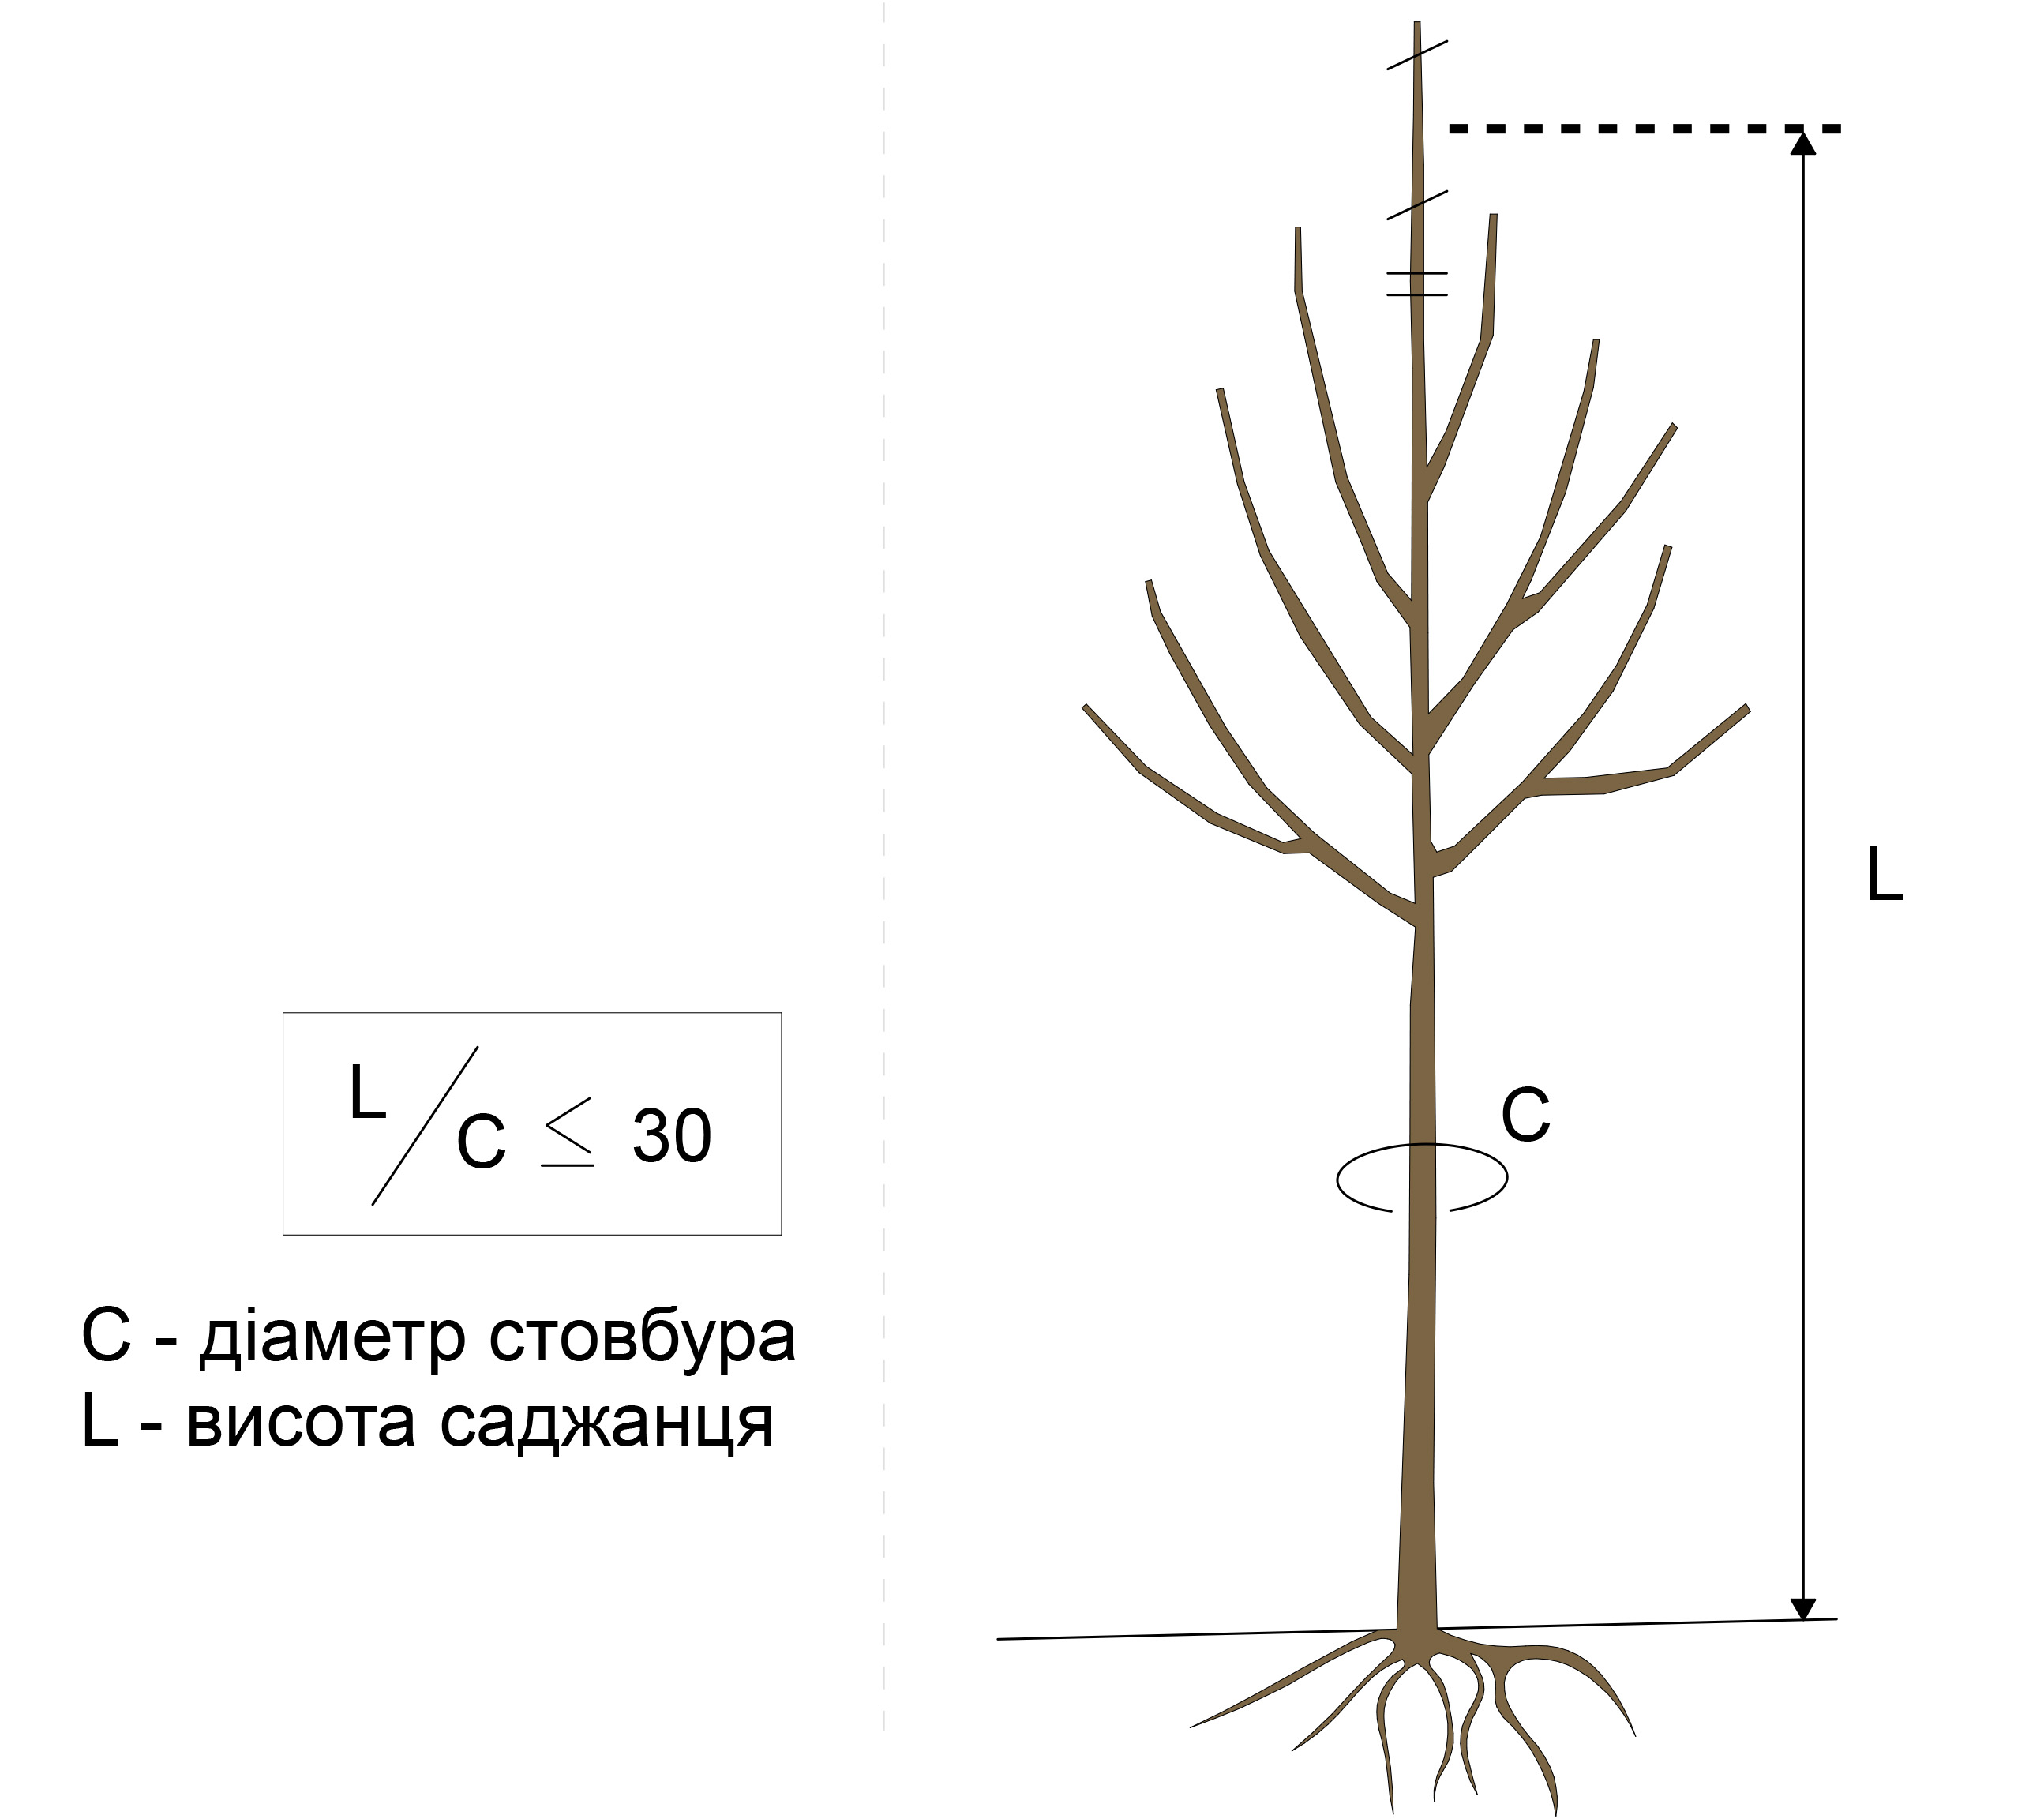 L
C
L/C ≤ 30
C - діаметр стовбура
L - висота саджанця